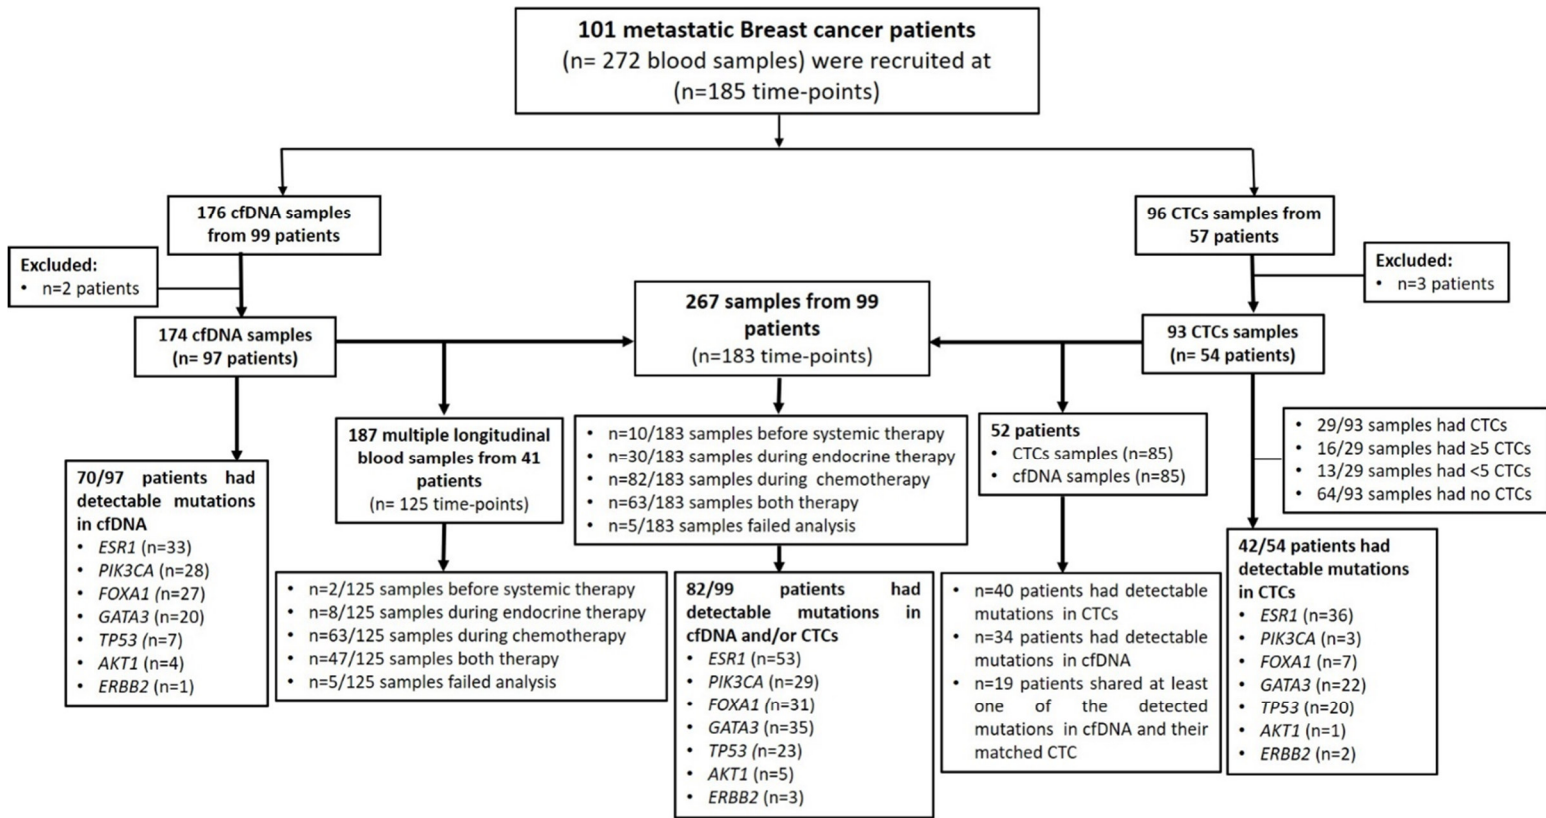 101 metastatic Breast cancer patients
(n= 272 blood samples) were recruited at
(n=185 time-points)
176 cfDNA samples
from 99 patients
96 CTCs samples from
57 patients
Excluded:
• n=2 patients
Excluded:
• n=3 patients
174 cfDNA samples
(n= 97 patients)
267 samples from 99
patients
(n=183 time-points)
93 CTCs samples
(n= 54 patients)
187 multiple longitudinal
blood samples from 41
patients
(n= 125 time-points)
• n=10/183 samples before systemic therapy
• n=30/183 samples during endocrine therapy
• n=82/183 samples during chemotherapy
• n=63/183 samples both therapy
• n=5/183 samples failed analysis
52 patients
• CTCs samples (n=85)
• cfDNA samples (n=85)
• 29/93 samples had CTCs
• 16/29 samples had ≥5 CTCs
• 13/29 samples had <5 CTCs
• 64/93 samples had no CTCs
70/97 patients had
detectable mutations
in cfDNA
• ESR1 (n=33)
• PIK3CA (n=28)
• FOXA1 (n=27)
• GATA3 (n=20)
• TP53 (n=7)
• AKT1 (n=4)
• ERBB2 (n=1)
• n=2/125 samples before systemic therapy
• n=8/125 samples during endocrine therapy
• n=63/125 samples during chemotherapy
• n=47/125 samples both therapy
• n=5/125 samples failed analysis
82/99 patients had
detectable mutations in
cfDNA and/or CTCs
• ESR1 (n=53)
• PIK3CA (n=29)
• FOXA1 (n=31)
• GATA3 (n=35)
• TP53 (n=23)
• AKT1 (n=5)
• ERBB2 (n=3)
• n=40 patients had detectable
mutations in CTCs
• n=34 patients had detectable
mutations in cfDNA
• n=19 patients shared at least
one of the detected
mutations in cfDNA and their
matched CTC
42/54 patients had
detectable mutations
in CTCs
• ESR1 (n=36)
• PIK3CA (n=3)
• FOXA1 (n=7)
• GATA3 (n=22)
• TP53 (n=20)
• AKT1 (n=1)
• ERBB2 (n=2)